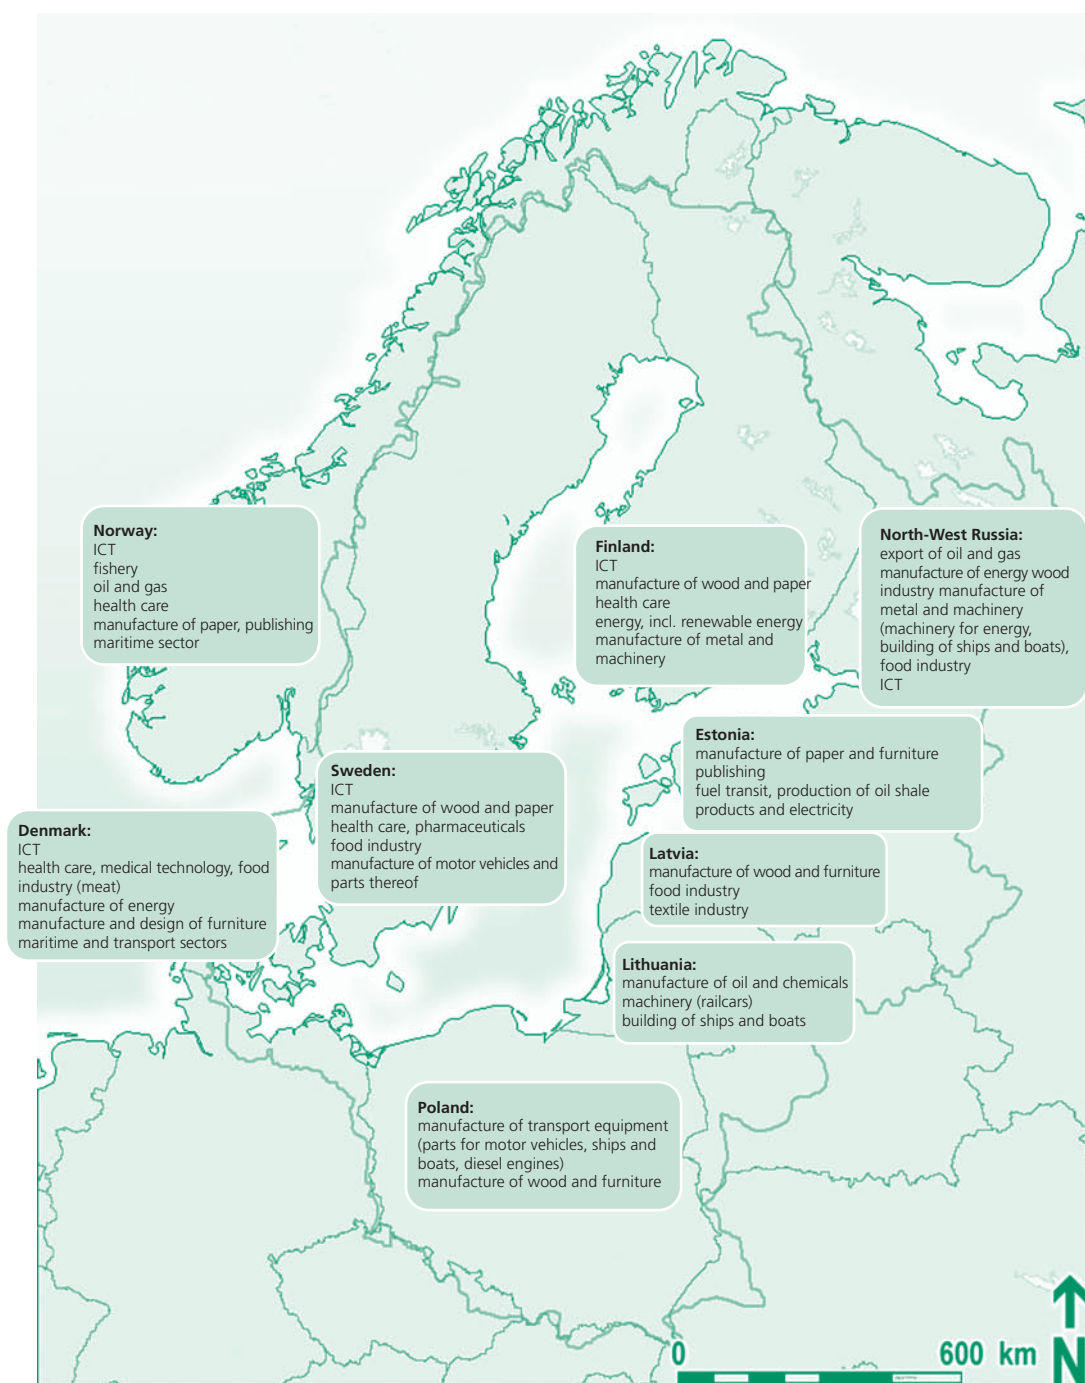 Norway:
ICT
fishery
oil and gas
health care
manufacture of paper, publishing
maritime sector
Finland:
ICT
manufacture of wood and paper
health care
energy, incl. renewable energy
manufacture of metal and
machinery
North-West Russia:
export of oil and gas
manufacture of energy wood
industry manufacture of
metal and machinery
(machinery for energy,
building of ships and boats),
food industry
ICT
Estonia:
manufacture of paper and furniture
publishing
fuel transit, production of oil shale
products and electricity
Sweden:
ICT
manufacture of wood and paper
health care, pharmaceuticals
food industry
manufacture of motor vehicles and
parts thereof
Denmark:
ICT
health care, medical technology, food
industry (meat)
manufacture of energy
manufacture and design of furniture
maritime and transport sectors
Latvia:
manufacture of wood and furniture
food industry
textile industry
Lithuania:
manufacture of oil and chemicals
machinery (railcars)
building of ships and boats
Poland:
manufacture of transport equipment
(parts for motor vehicles, ships and
boats, diesel engines)
manufacture of wood and furniture
0 600 km N